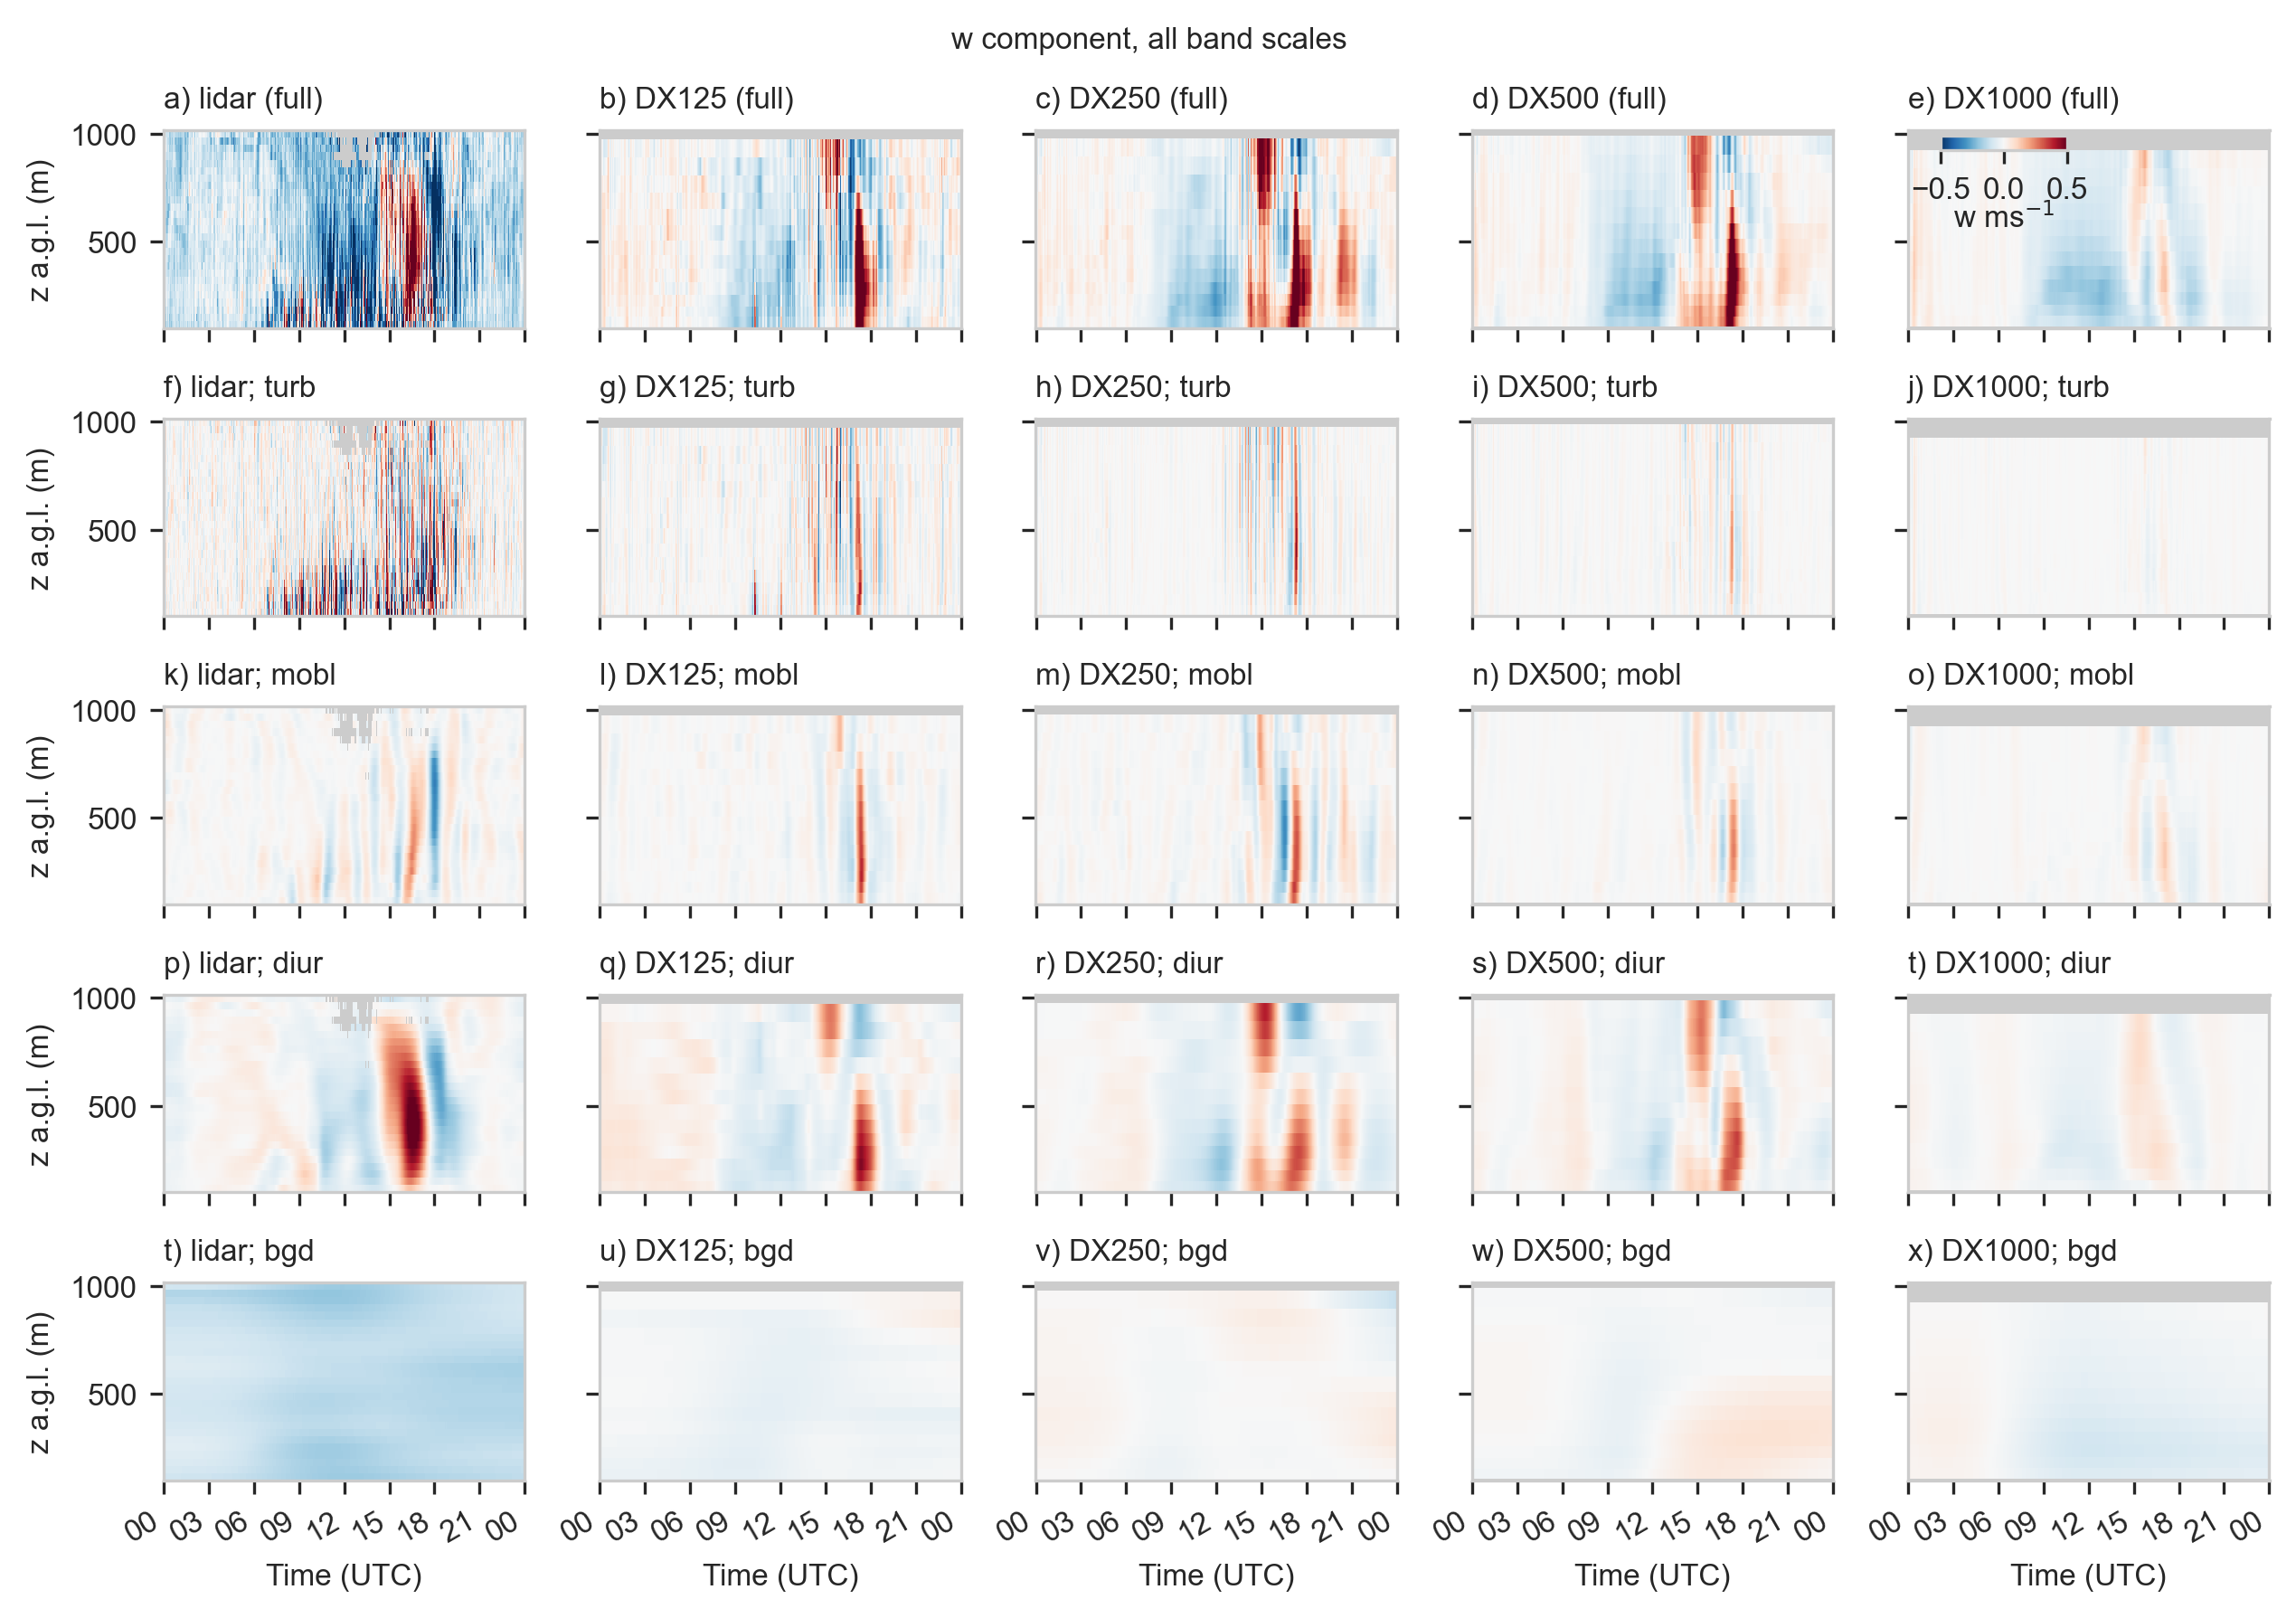 w component, all band scales
a) lidar (full) b) DX125 (full) c) DX250 (full) d) DX500 (full) e) DX1000 (full)
z a.g.l. (m)
1000
500
−0.5 0.0 0.5
w ms⁻¹
f) lidar; turb g) DX125; turb h) DX250; turb i) DX500; turb j) DX1000; turb
z a.g.l. (m)
1000
500
k) lidar; mobl l) DX125; mobl m) DX250; mobl n) DX500; mobl o) DX1000; mobl
z a.g.l. (m)
1000
500
p) lidar; diur q) DX125; diur r) DX250; diur s) DX500; diur t) DX1000; diur
z a.g.l. (m)
1000
500
t) lidar; bgd u) DX125; bgd v) DX250; bgd w) DX500; bgd x) DX1000; bgd
z a.g.l. (m)
1000
500
00 03 06 09 12 15 18 21 00 00 03 06 09 12 15 18 21 00 00 03 06 09 12 15 18 21 00 00 03 06 09 12 15 18 21 00 00 03 06 09 12 15 18 21 00
Time (UTC) Time (UTC) Time (UTC) Time (UTC) Time (UTC)